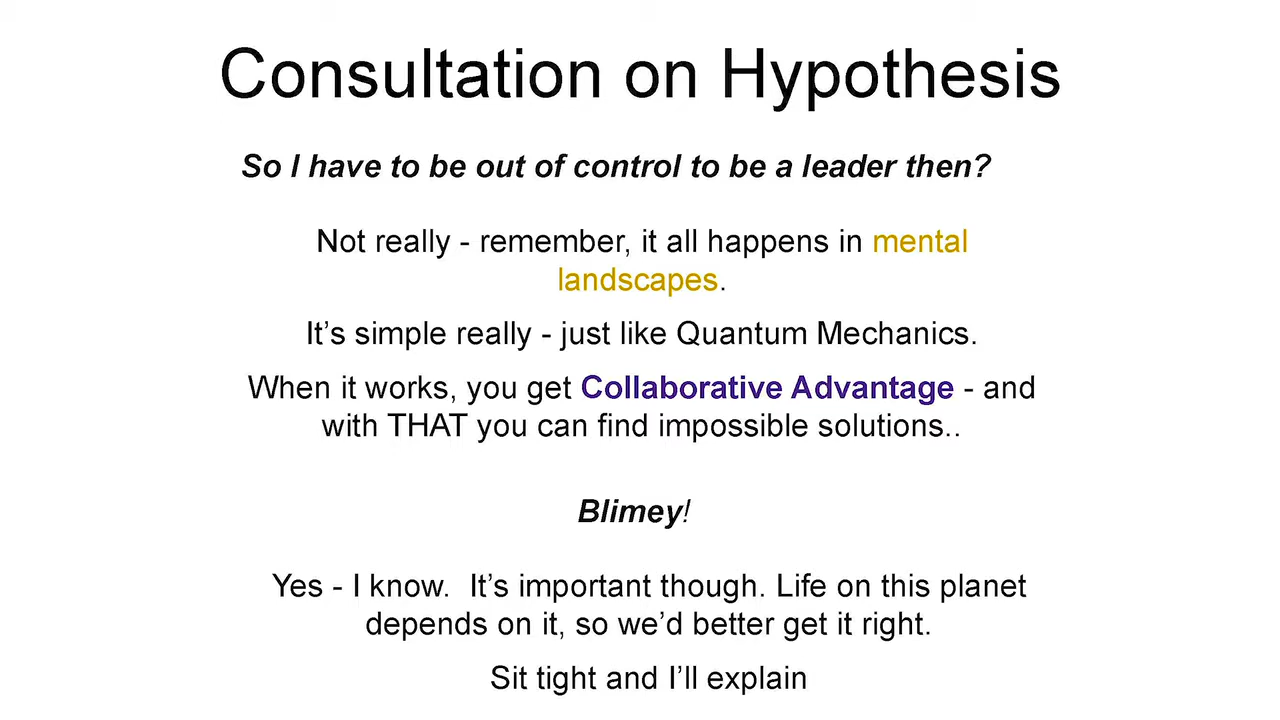 Consultation on Hypothesis
So I have to be out of control to be a leader then?
Not really - remember, it all happens in mental
landscapes.
It’s simple really - just like Quantum Mechanics.
When it works, you get Collaborative Advantage - and
with THAT you can find impossible solutions..
Blimey!
Yes - I know.  It’s important though. Life on this planet
depends on it, so we’d better get it right.
Sit tight and I’ll explain